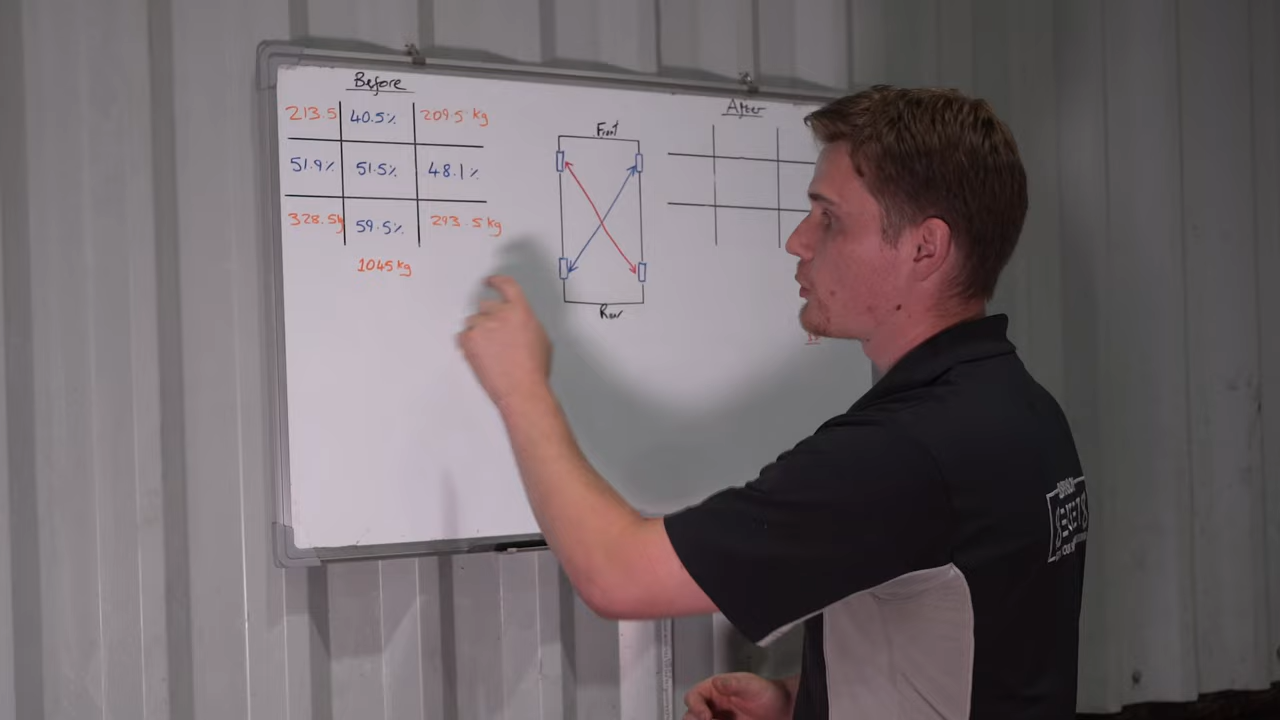 Before
213.5 40.5% 209.5 kg
51.9% 51.5% 48.1%
328.5kg 59.5% 293.5 kg
1045kg
Front
Rear
After